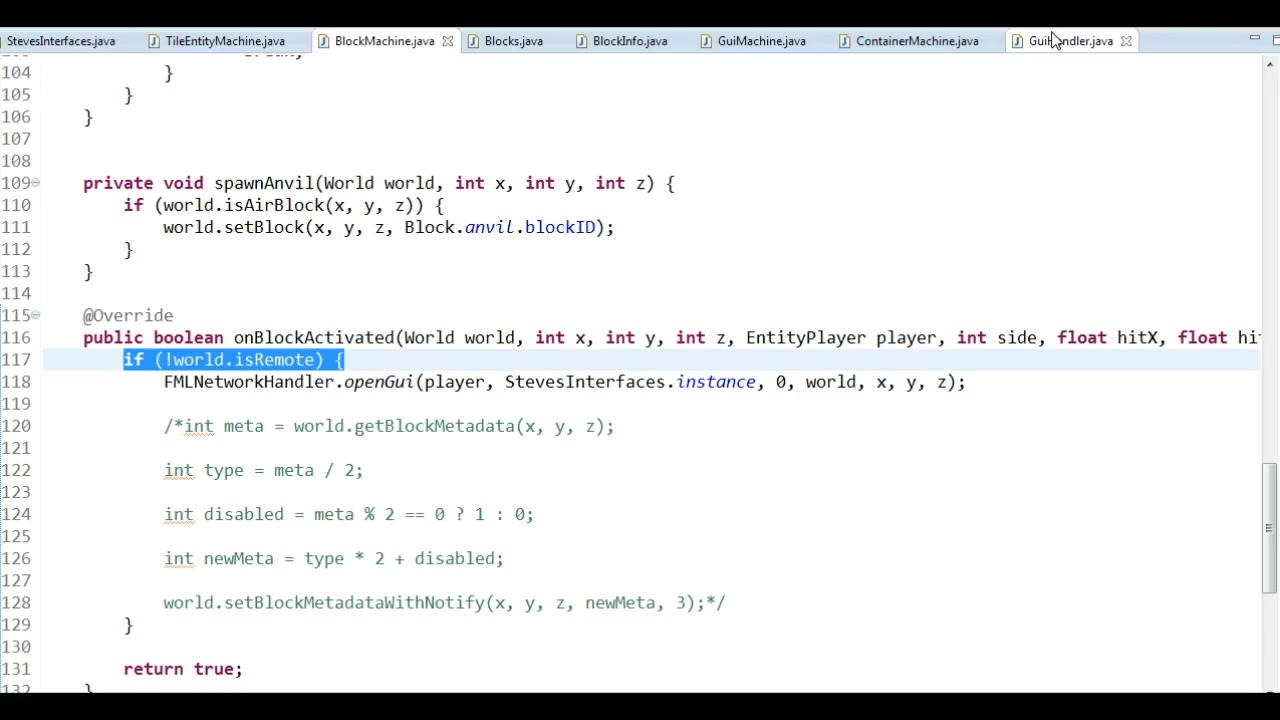 StevesInterfaces.java TileEntityMachine.java BlockMachine.java Blocks.java BlockInfo.java GuiMachine.java ContainerMachine.java GuiHandler.java
104 }
105 }
106 }
107
108
109 private void spawnAnvil(World world, int x, int y, int z) {
110 if (world.isAirBlock(x, y, z)) {
111 world.setBlock(x, y, z, Block.anvil.blockID);
112 }
113 }
114
115 @Override
116 public boolean onBlockActivated(World world, int x, int y, int z, EntityPlayer player, int side, float hitX, float hit
117 if (!world.isRemote) {
118 FMLNetworkHandler.openGui(player, StevesInterfaces.instance, 0, world, x, y, z);
119
120 /*int meta = world.getBlockMetadata(x, y, z);
121
122 int type = meta / 2;
123
124 int disabled = meta % 2 == 0 ? 1 : 0;
125
126 int newMeta = type * 2 + disabled;
127
128 world.setBlockMetadataWithNotify(x, y, z, newMeta, 3);*/
129 }
130
131 return true;
132 }